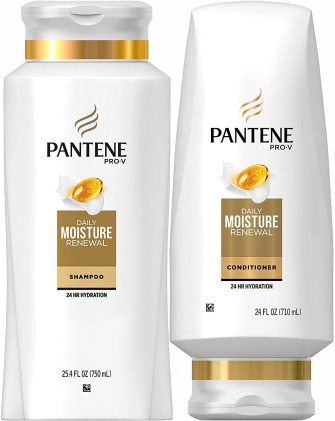 PANTENE
PRO-V
DAILY
MOISTURE
RENEWAL
SHAMPOO
24 HR HYDRATION
25.4 FL OZ (750 mL)
PANTENE
PRO-V
DAILY
MOISTURE
RENEWAL
CONDITIONER
24 HR HYDRATION
24 FL OZ (710 mL)